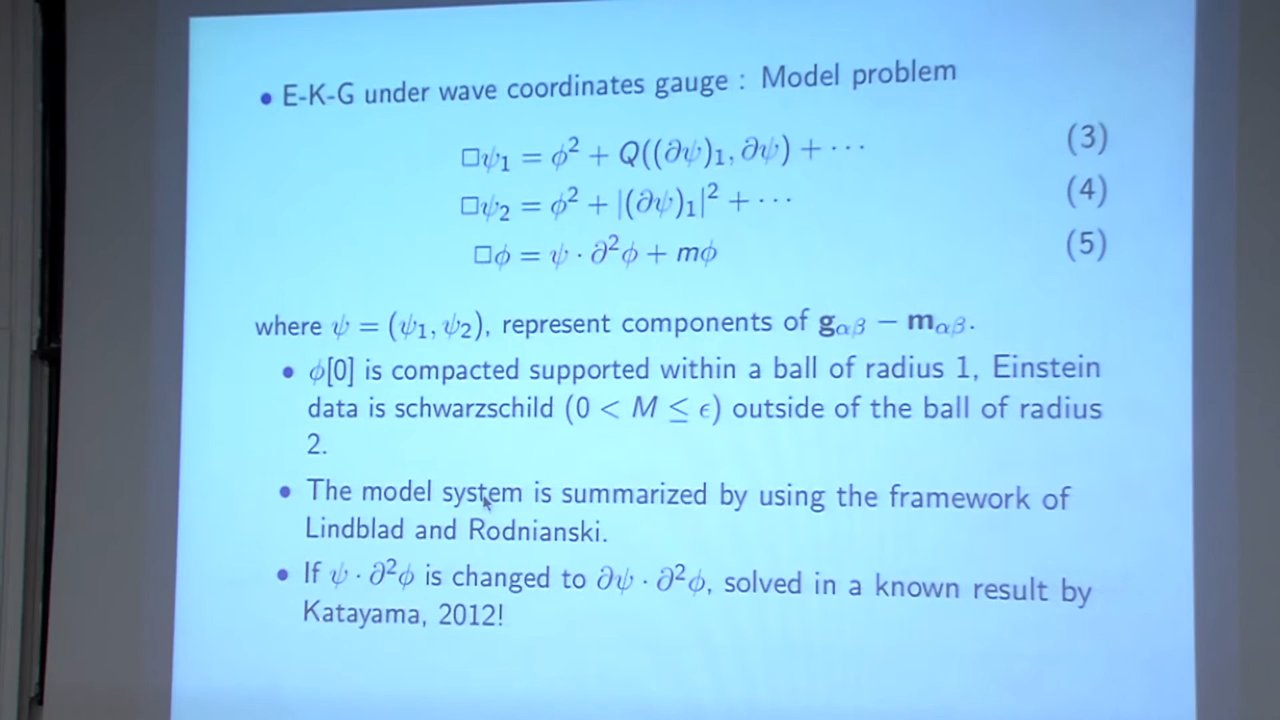 • E-K-G under wave coordinates gauge : Model problem
□ψ₁ = ϕ² + Q((∂ψ)₁, ∂ψ) + ··· (3)
□ψ₂ = ϕ² + |(∂ψ)₁|² + ··· (4)
□ϕ = ψ · ∂²ϕ + mϕ (5)
where ψ = (ψ₁, ψ₂), represent components of g_αβ − m_αβ.
• ϕ[0] is compacted supported within a ball of radius 1, Einstein
data is schwarzschild (0 < M ≤ ϵ) outside of the ball of radius
2.
• The model system is summarized by using the framework of
Lindblad and Rodnianski.
• If ψ · ∂²ϕ is changed to ∂ψ · ∂²ϕ, solved in a known result by
Katayama, 2012!